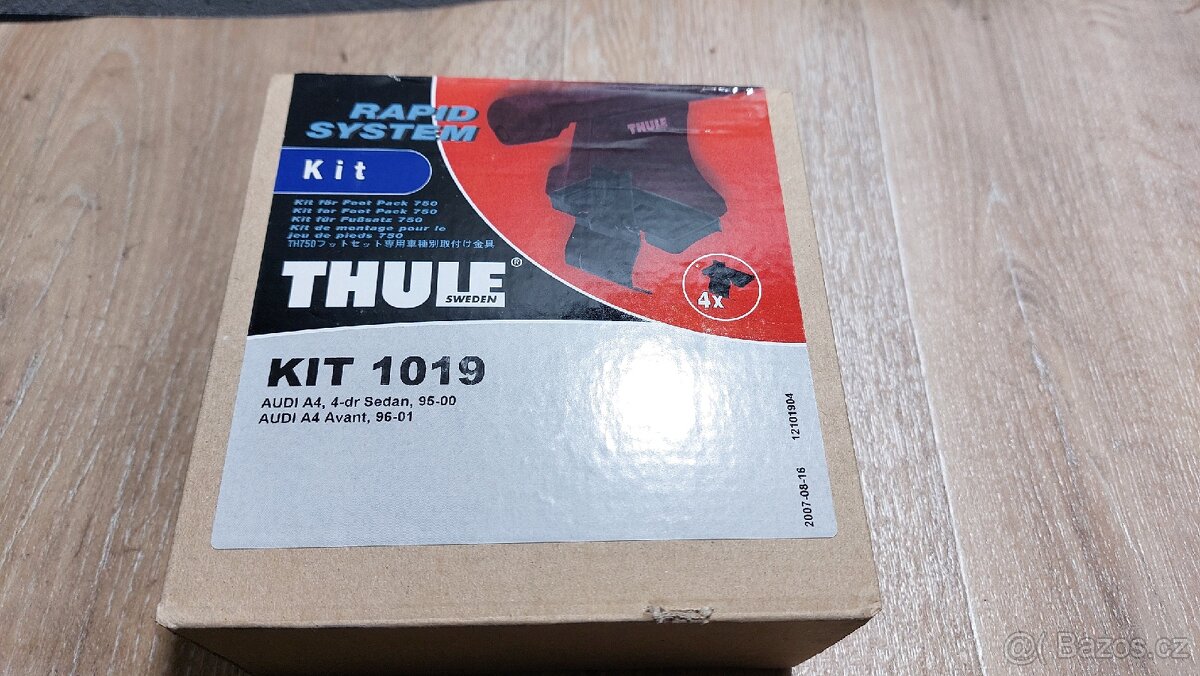 RAPID
SYSTEM
Kit
Kit för Foot Pack 750
Kit for Foot Pack 750
Kit für Fußsatz 750
Kit de montage pour le
jeu de pieds 750
TH750フットセット専用車種別取付け金具
THULE®
SWEDEN
THULE
4x
KIT 1019
AUDI A4, 4-dr Sedan, 95-00
AUDI A4 Avant, 96-01
2007-08-16 12101904
@( Bazos.cz